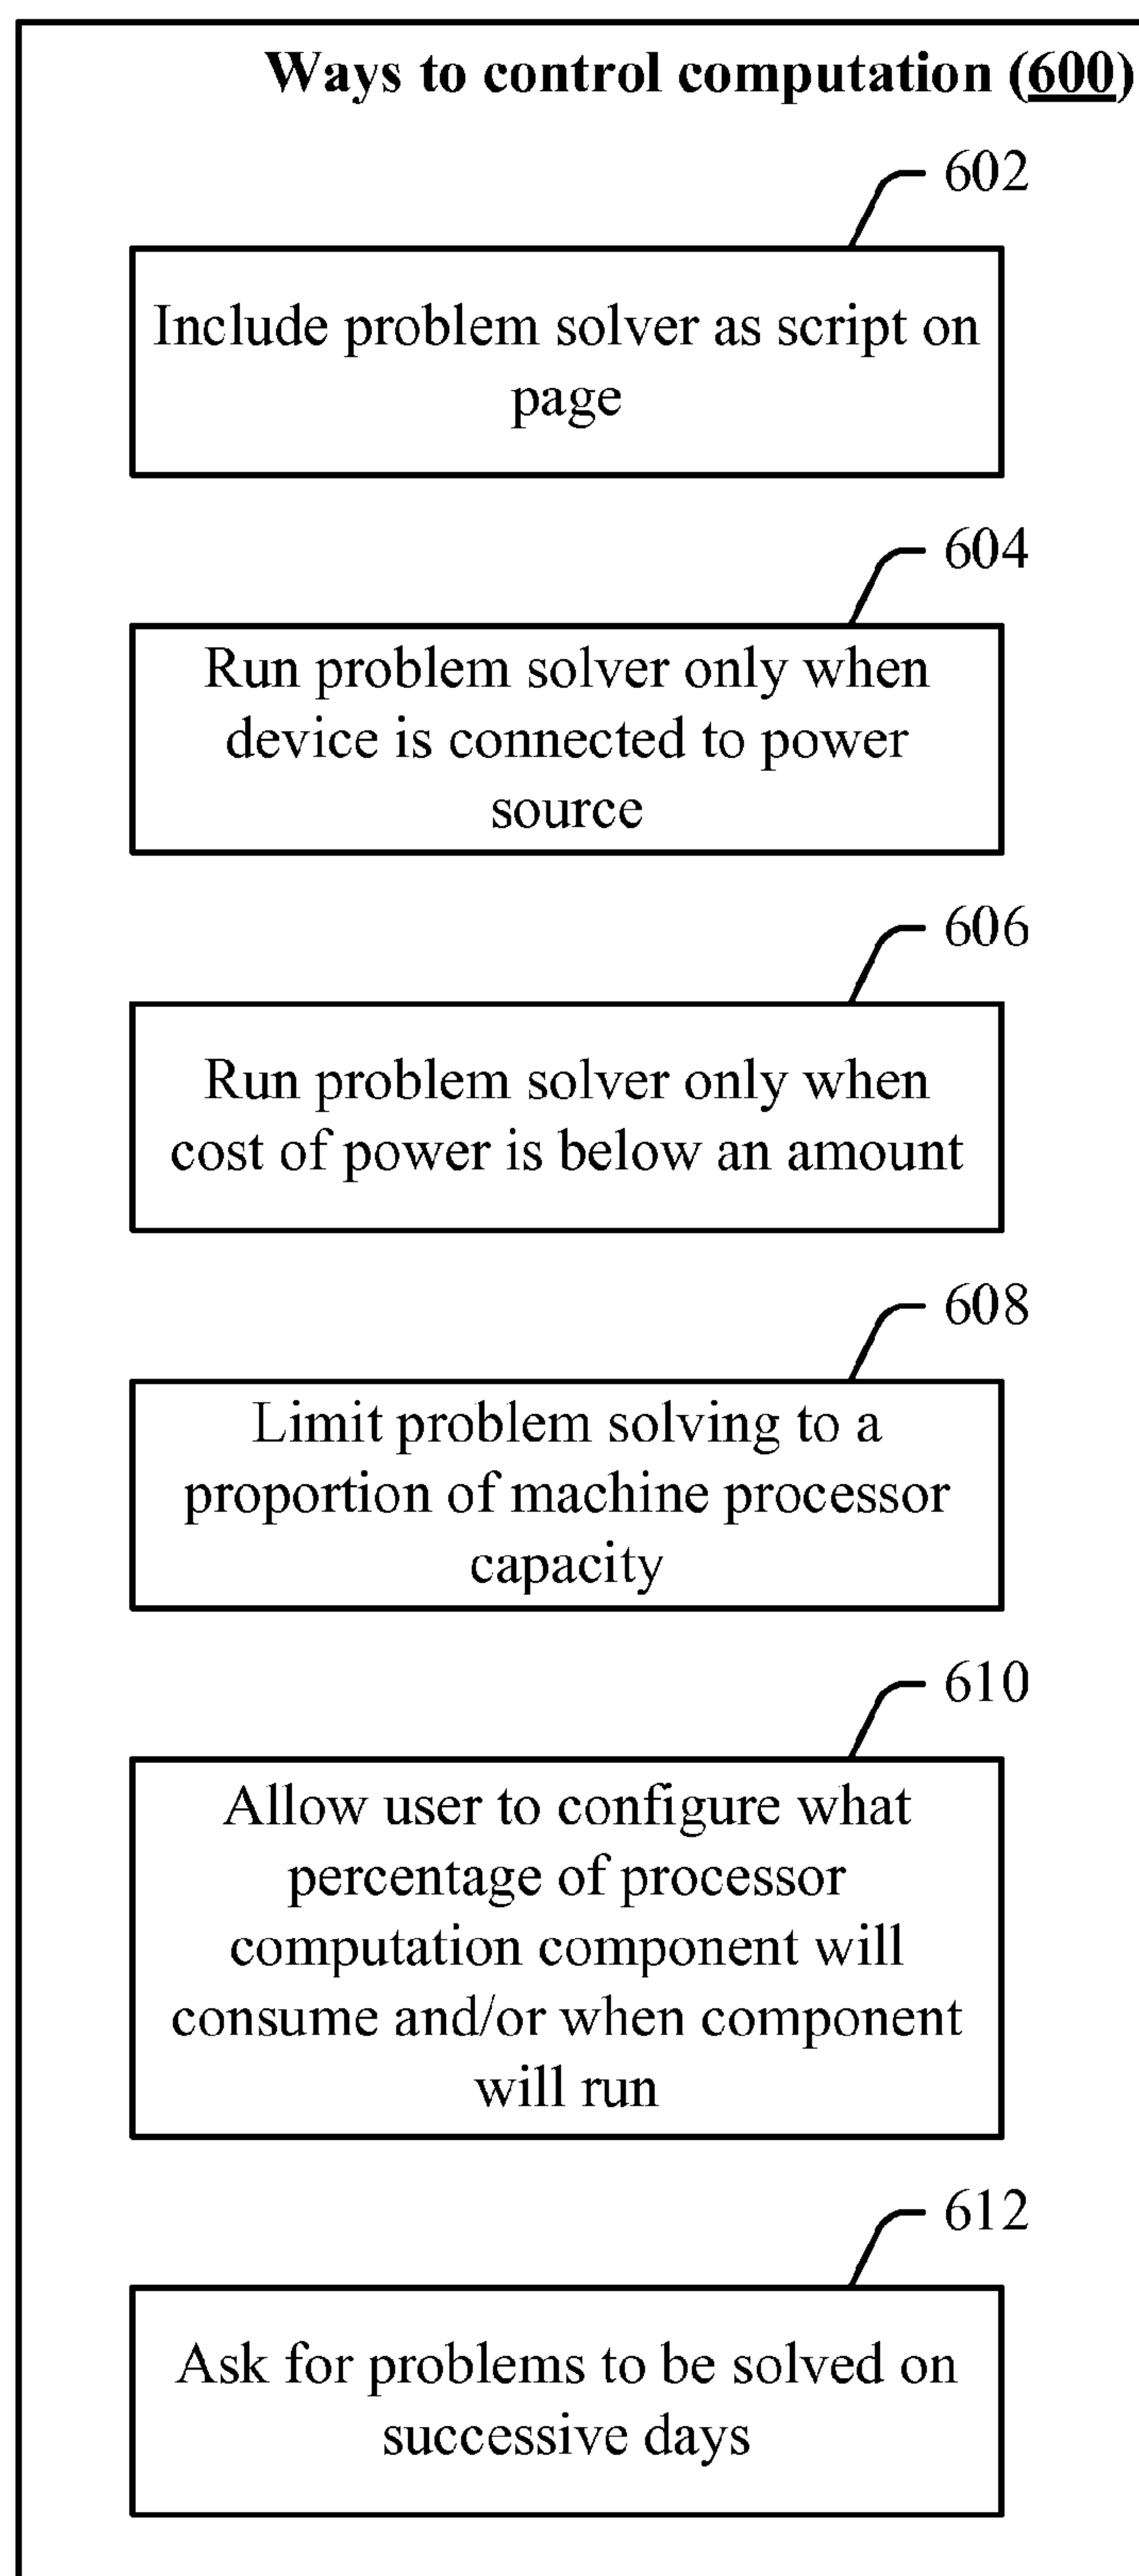 Ways to control computation (600)
602
Include problem solver as script on
page
604
Run problem solver only when
device is connected to power
source
606
Run problem solver only when
cost of power is below an amount
608
Limit problem solving to a
proportion of machine processor
capacity
610
Allow user to configure what
percentage of processor
computation component will
consume and/or when component
will run
612
Ask for problems to be solved on
successive days